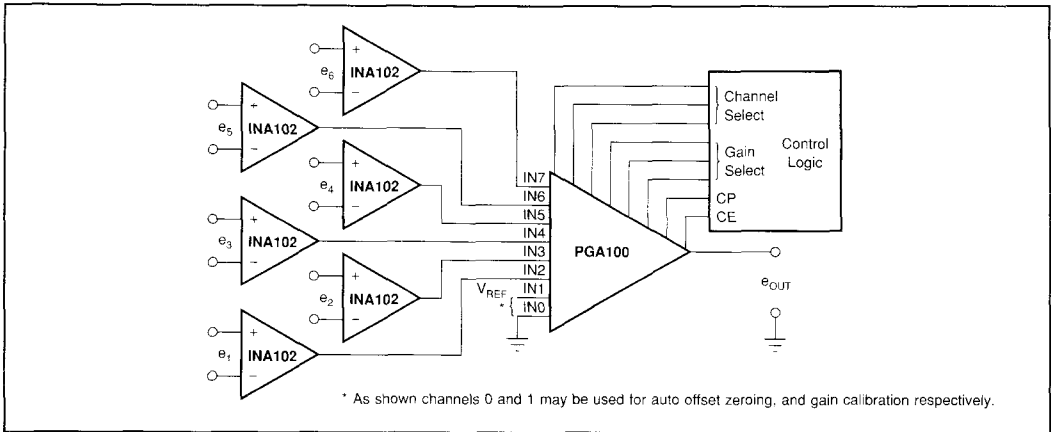 +
INA102
e6
−
+
INA102
e5
−
+
INA102
e4
−
+
INA102
e3
−
+
INA102
e2
−
+
INA102
e1
−
IN7
IN6
IN5
IN4
IN3
IN2
VREF IN1
* { IN0
PGA100
Channel
Select
Gain
Select
Control
Logic
CP
CE
eOUT
* As shown channels 0 and 1 may be used for auto offset zeroing, and gain calibration respectively.